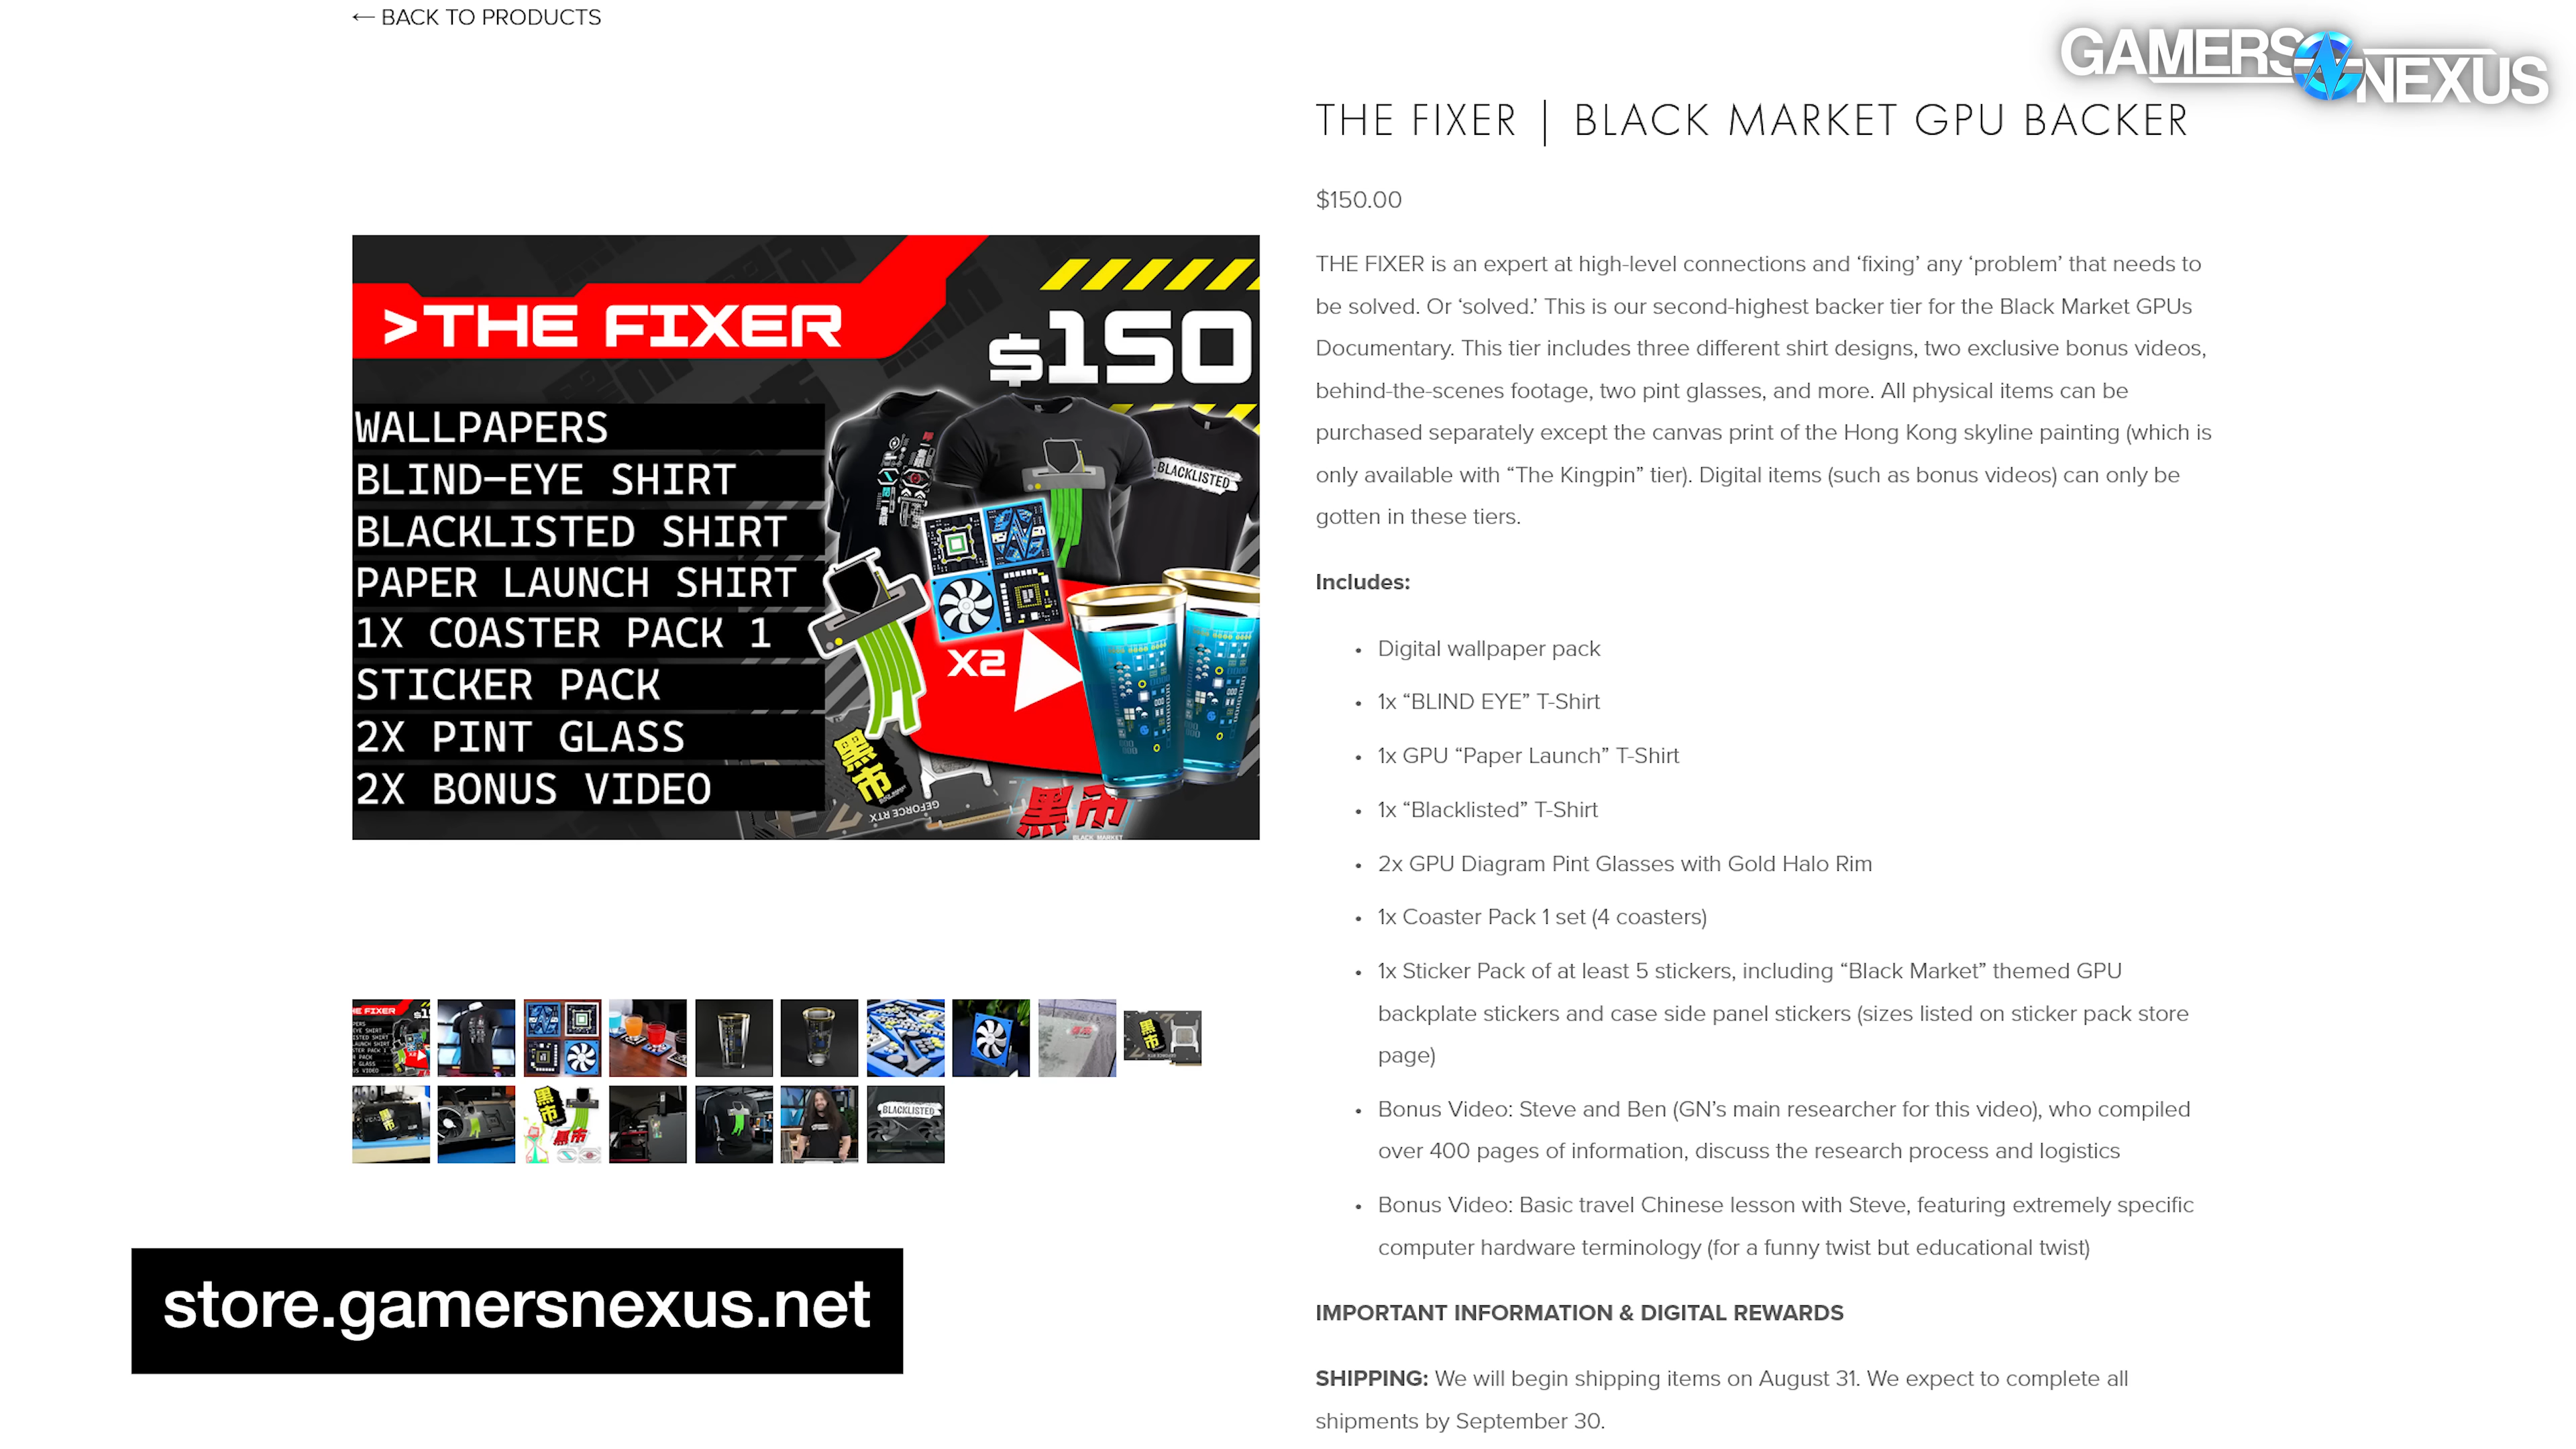 ← BACK TO PRODUCTS
GAMERS NEXUS
THE FIXER | BLACK MARKET GPU BACKER
$150.00
THE FIXER is an expert at high-level connections and ‘fixing’ any ‘problem’ that needs to
be solved. Or ‘solved.’ This is our second-highest backer tier for the Black Market GPUs
Documentary. This tier includes three different shirt designs, two exclusive bonus videos,
behind-the-scenes footage, two pint glasses, and more. All physical items can be
purchased separately except the canvas print of the Hong Kong skyline painting (which is
only available with “The Kingpin” tier). Digital items (such as bonus videos) can only be
gotten in these tiers.
Includes:
• Digital wallpaper pack
• 1x “BLIND EYE” T-Shirt
• 1x GPU “Paper Launch” T-Shirt
• 1x “Blacklisted” T-Shirt
• 2x GPU Diagram Pint Glasses with Gold Halo Rim
• 1x Coaster Pack 1 set (4 coasters)
• 1x Sticker Pack of at least 5 stickers, including “Black Market” themed GPU
backplate stickers and case side panel stickers (sizes listed on sticker pack store
page)
• Bonus Video: Steve and Ben (GN’s main researcher for this video), who compiled
over 400 pages of information, discuss the research process and logistics
• Bonus Video: Basic travel Chinese lesson with Steve, featuring extremely specific
computer hardware terminology (for a funny twist but educational twist)
IMPORTANT INFORMATION & DIGITAL REWARDS
SHIPPING: We will begin shipping items on August 31. We expect to complete all
shipments by September 30.
>THE FIXER
$150
WALLPAPERS
BLIND-EYE SHIRT
BLACKLISTED SHIRT
PAPER LAUNCH SHIRT
1X COASTER PACK 1
STICKER PACK
2X PINT GLASS
2X BONUS VIDEO
BLACKLISTED
X2
黑市
GEFORCE RTX
黑市
BLACK MARKET
BLACKLISTED
store.gamersnexus.net